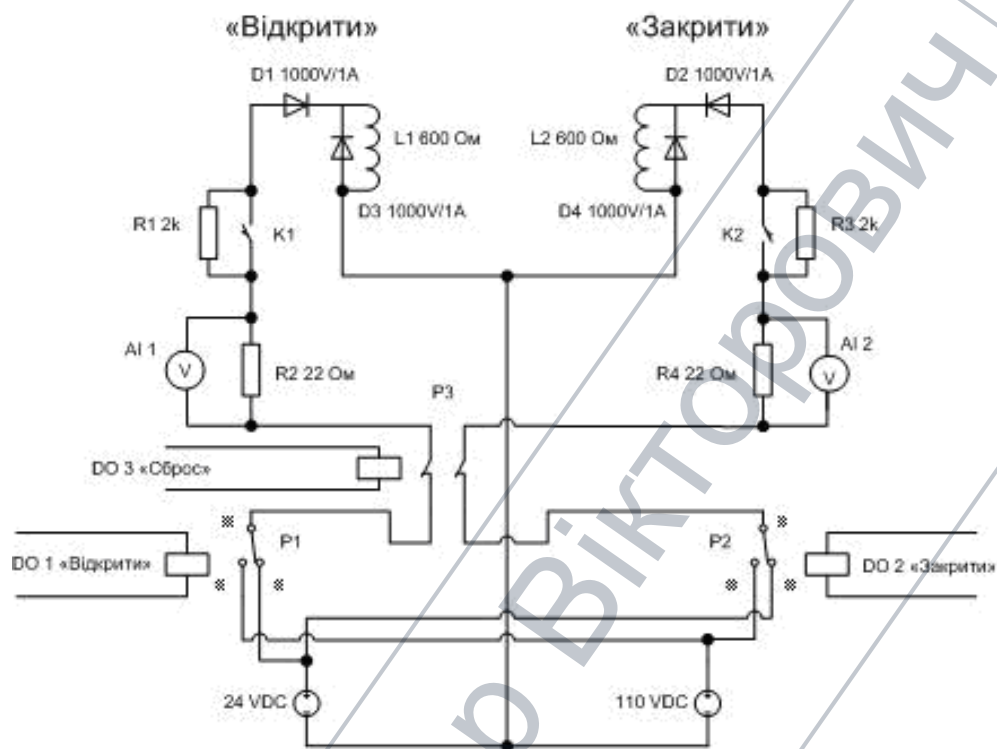 «Відкрити»
«Закрити»
D1 1000V/1A
D2 1000V/1A
L1 600 Ом
L2 600 Ом
D3 1000V/1A
D4 1000V/1A
R1 2k
K1
K2
R3 2k
AI 1
V
R2 22 Ом
P3
R4 22 Ом
V
AI 2
DO 3 «Сброс»
DO 1 «Відкрити»
P1
P2
DO 2 «Закрити»
24 VDC
110 VDC
р Вікторович